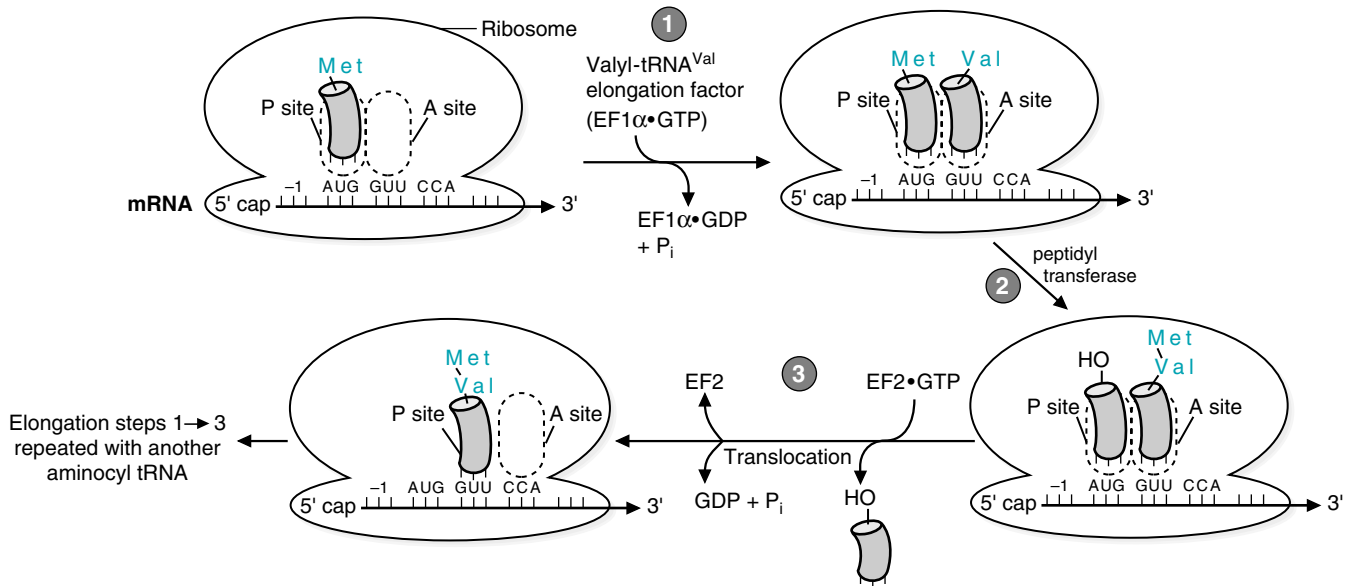 Ribosome
Met
P site
A site
–1 AUG GUU CCA
mRNA
5' cap
3'
1
Valyl-tRNAVal
elongation factor
(EF1α•GTP)
EF1α•GDP
+ Pi
Met Val
P site
A site
–1 AUG GUU CCA
5' cap
3'
2
peptidyl
transferase
Met
Val
HO
P site
A site
–1 AUG GUU CCA
5' cap
3'
3
EF2•GTP
EF2
Translocation
GDP + Pi
HO
Met
Val
P site
A site
–1 AUG GUU CCA
5' cap
3'
Elongation steps 1→3
repeated with another
aminocyl tRNA